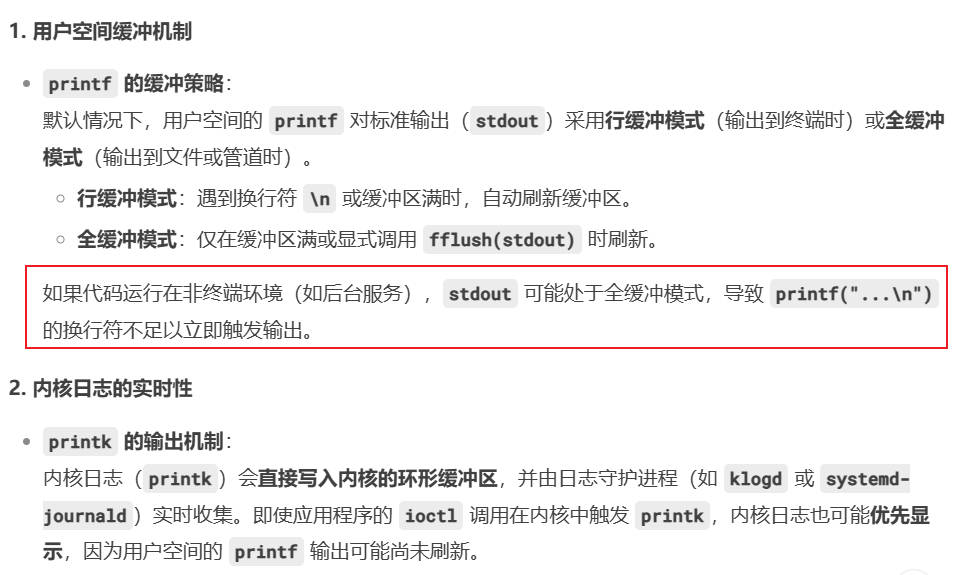 1. 用户空间缓冲机制
printf 的缓冲策略：
默认情况下，用户空间的 printf 对标准输出（stdout）采用行缓冲模式（输出到终端时）或全缓冲
模式（输出到文件或管道时）。
行缓冲模式：遇到换行符 \n 或缓冲区满时，自动刷新缓冲区。
全缓冲模式：仅在缓冲区满或显式调用 fflush(stdout) 时刷新。
如果代码运行在非终端环境（如后台服务），stdout 可能处于全缓冲模式，导致 printf("...\n")
的换行符不足以立即触发输出。
2. 内核日志的实时性
printk 的输出机制：
内核日志（printk）会直接写入内核的环形缓冲区，并由日志守护进程（如 klogd 或 systemd-
journald）实时收集。即使应用程序的 ioctl 调用在内核中触发 printk，内核日志也可能优先显
示，因为用户空间的 printf 输出可能尚未刷新。